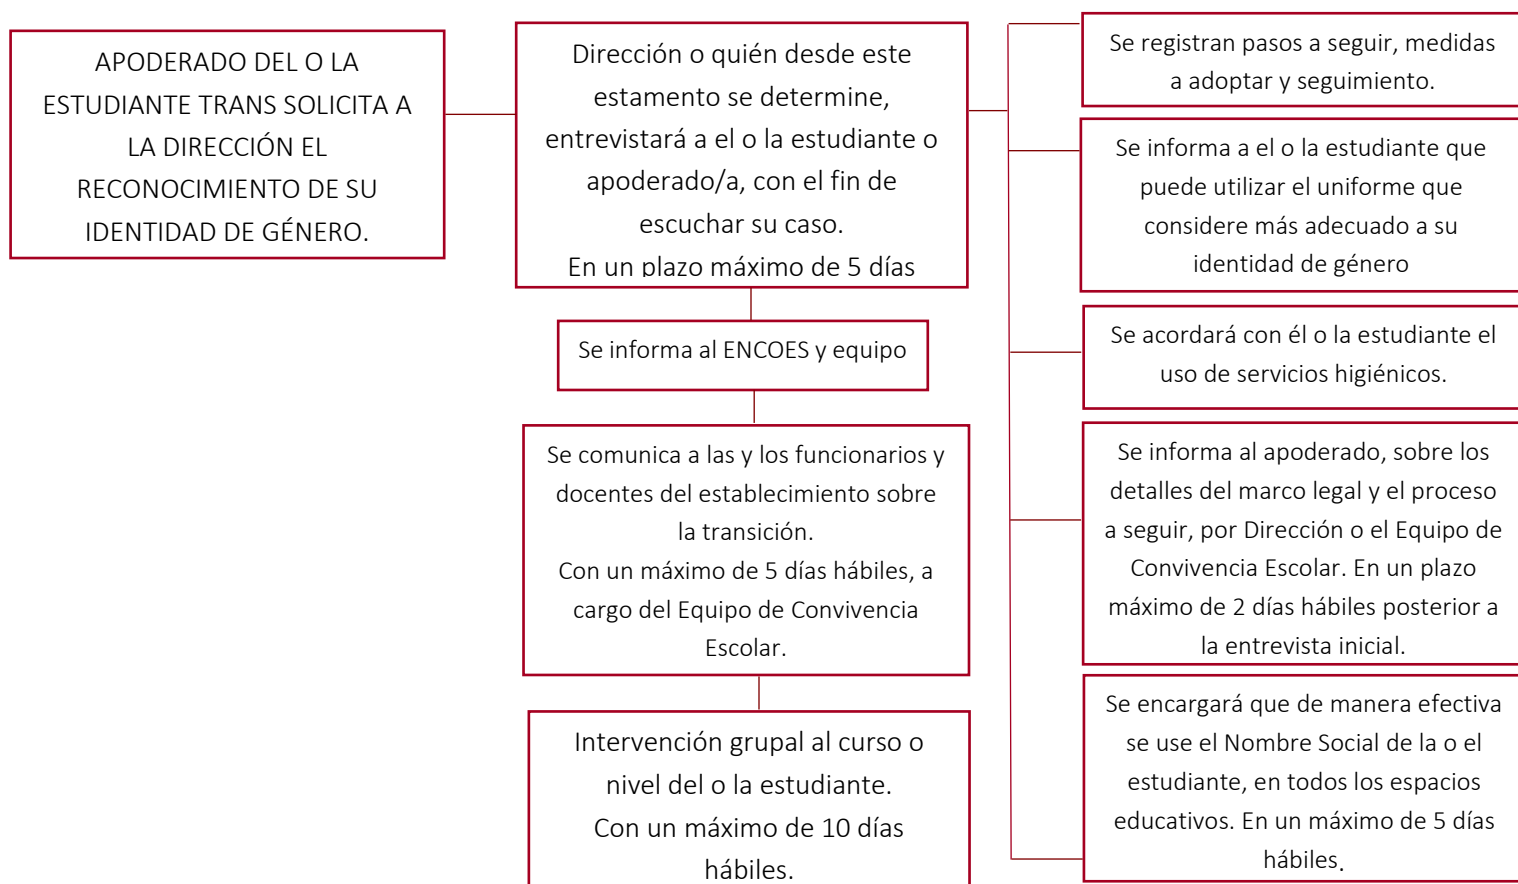 APODERADO DEL O LA
ESTUDIANTE TRANS SOLICITA A
LA DIRECCIÓN EL
RECONOCIMIENTO DE SU
IDENTIDAD DE GÉNERO.
Dirección o quién desde este
estamento se determine,
entrevistará a el o la estudiante o
apoderado/a, con el fin de
escuchar su caso.
En un plazo máximo de 5 días
Se informa al ENCOES y equipo
Se comunica a las y los funcionarios y
docentes del establecimiento sobre
la transición.
Con un máximo de 5 días hábiles, a
cargo del Equipo de Convivencia
Escolar.
Intervención grupal al curso o
nivel del o la estudiante.
Con un máximo de 10 días
hábiles.
Se registran pasos a seguir, medidas
a adoptar y seguimiento.
Se informa a el o la estudiante que
puede utilizar el uniforme que
considere más adecuado a su
identidad de género
Se acordará con él o la estudiante el
uso de servicios higiénicos.
Se informa al apoderado, sobre los
detalles del marco legal y el proceso
a seguir, por Dirección o el Equipo de
Convivencia Escolar. En un plazo
máximo de 2 días hábiles posterior a
la entrevista inicial.
Se encargará que de manera efectiva
se use el Nombre Social de la o el
estudiante, en todos los espacios
educativos. En un máximo de 5 días
hábiles.